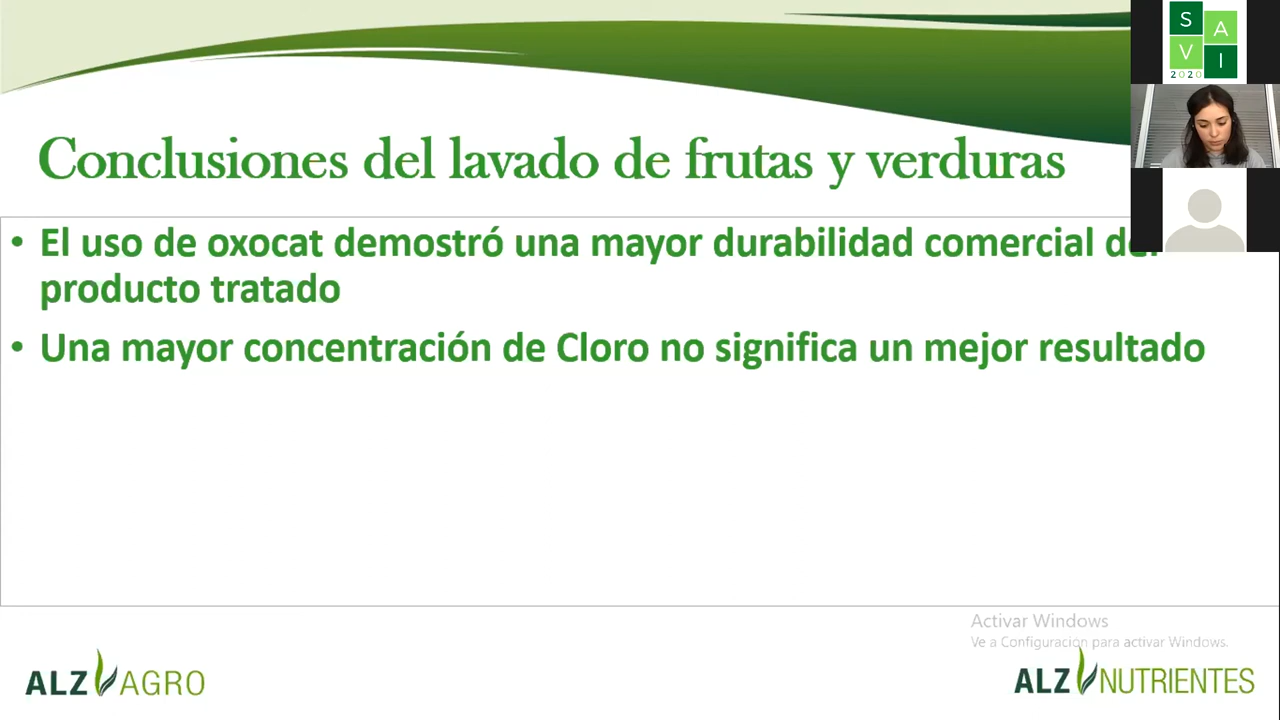 S
A
V
I
2020
Conclusiones del lavado de frutas y verduras
• El uso de oxocat demostró una mayor durabilidad comercial del
producto tratado
• Una mayor concentración de Cloro no significa un mejor resultado
Activar Windows
Ve a Configuración para activar Windows.
ALZ AGRO
ALZ NUTRIENTES